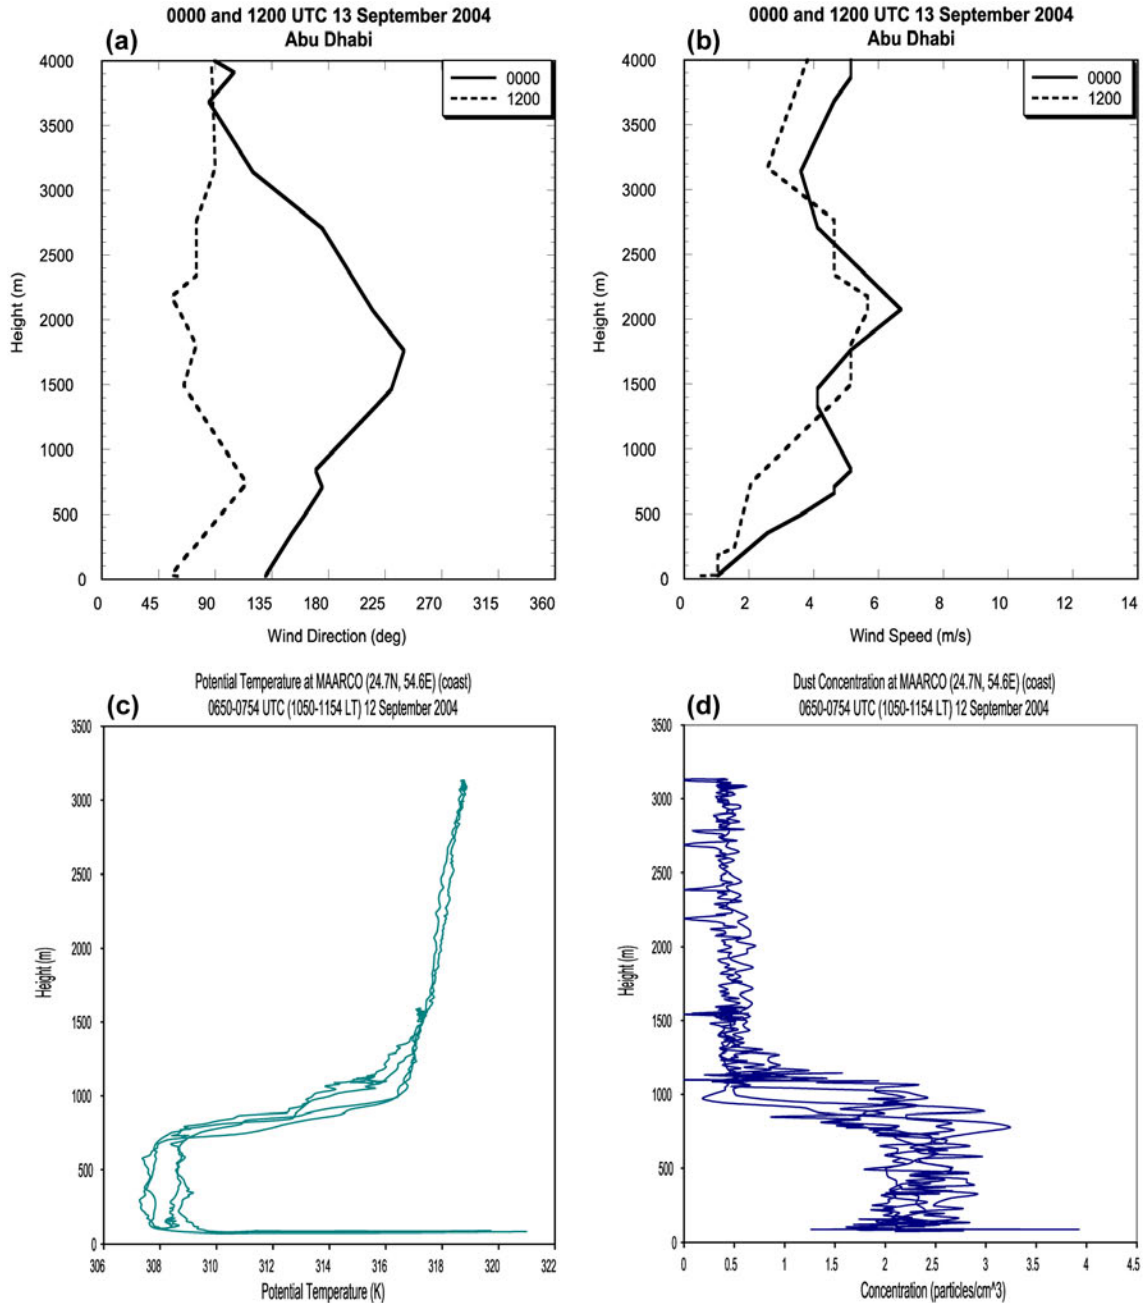 0000 and 1200 UTC 13 September 2004
(a)
Abu Dhabi
4000
3500
3000
2500
2000
1500
1000
500
0
Height (m)
0000
1200
0 45 90 135 180 225 270 315 360
Wind Direction (deg)
0000 and 1200 UTC 13 September 2004
(b)
Abu Dhabi
4000
3500
3000
2500
2000
1500
1000
500
0
Height (m)
0000
1200
0 2 4 6 8 10 12 14
Wind Speed (m/s)
Potential Temperature at MAARCO (24.7N, 54.6E) (coast)
(c)
0650-0754 UTC (1050-1154 LT) 12 September 2004
3500
3000
2500
2000
1500
1000
500
0
Height (m)
306 308 310 312 314 316 318 320 322
Potential Temperature (K)
Dust Concentration at MAARCO (24.7N, 54.6E) (coast)
(d)
0650-0754 UTC (1050-1154 LT) 12 September 2004
3500
3000
2500
2000
1500
1000
500
0
Height (m)
0 0.5 1 1.5 2 2.5 3 3.5 4 4.5
Concentration (particles/cm^3)